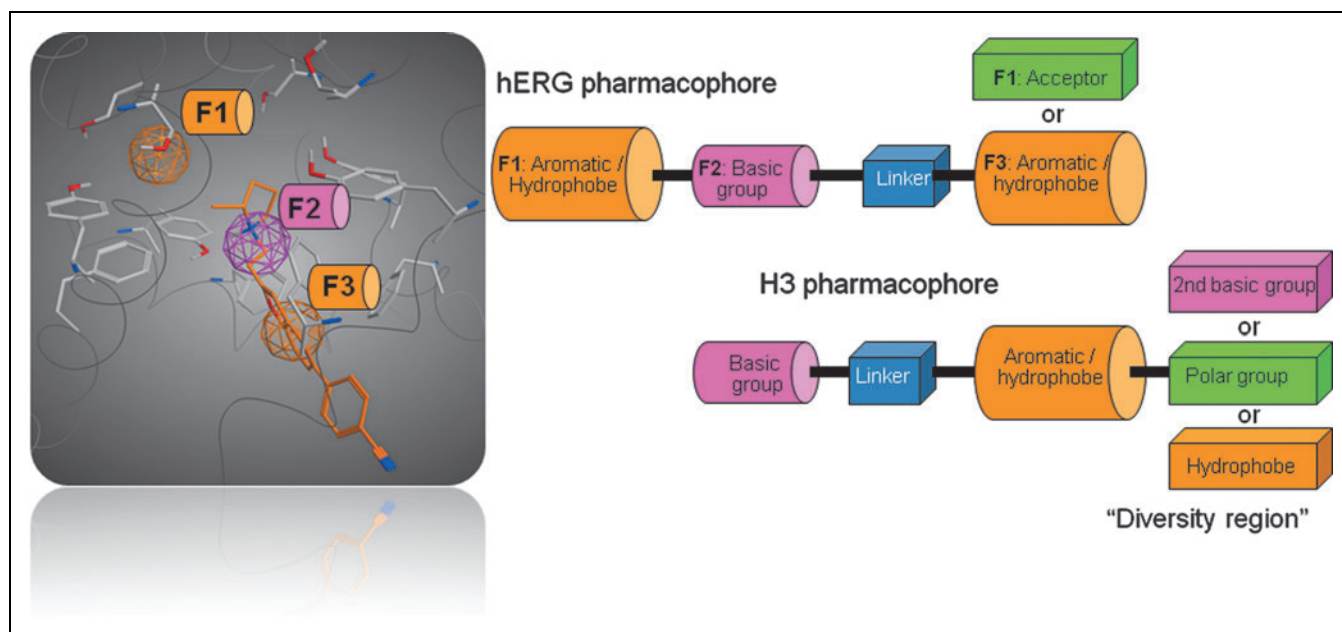 F1
F2
F3
hERG pharmacophore
F1: Acceptor
or
F1: Aromatic /
Hydrophobe
F2: Basic
group
Linker
F3: Aromatic /
hydrophobe
H3 pharmacophore
2nd basic group
or
Basic
group
Linker
Aromatic /
hydrophobe
Polar group
or
Hydrophobe
“Diversity region”